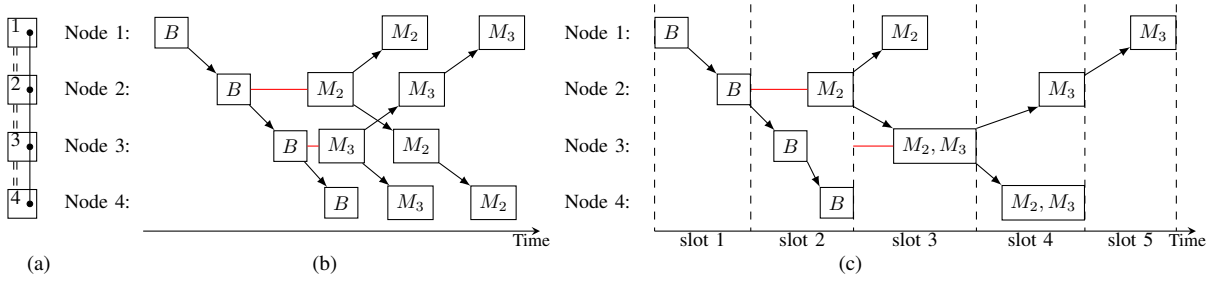 1 Node 1: B M₂ M₃ Node 1: B M₂ M₃
=
2 Node 2: B M₂ M₃ Node 2: B M₂ M₃
=
3 Node 3: B M₃ M₂ Node 3: B M₂, M₃
=
4 Node 4: B M₃ M₂ Node 4: B M₂, M₃
Time slot 1 slot 2 slot 3 slot 4 slot 5 Time
(a) (b) (c)